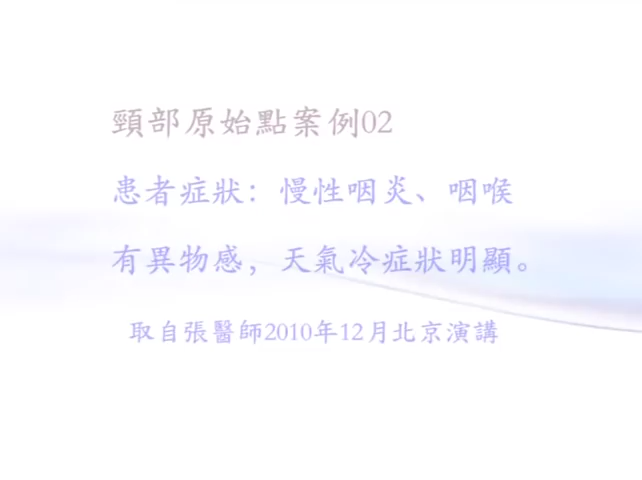 頸部原始點案例02
患者症狀：慢性咽炎、咽喉
有異物感，天氣冷症狀明顯。
取自張醫師2010年12月北京演講